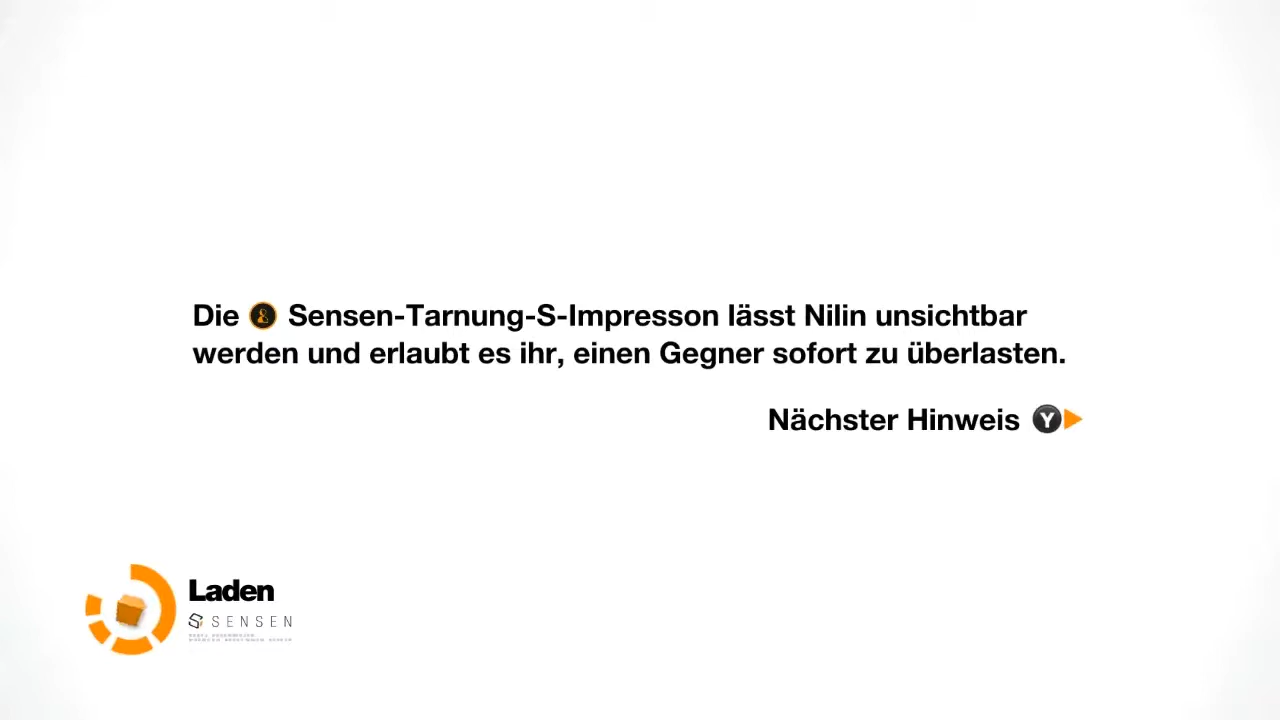 Die Sensen-Tarnung-S-Impresson lässt Nilin unsichtbar
werden und erlaubt es ihr, einen Gegner sofort zu überlasten.
Nächster Hinweis Y
Laden
SENSEN